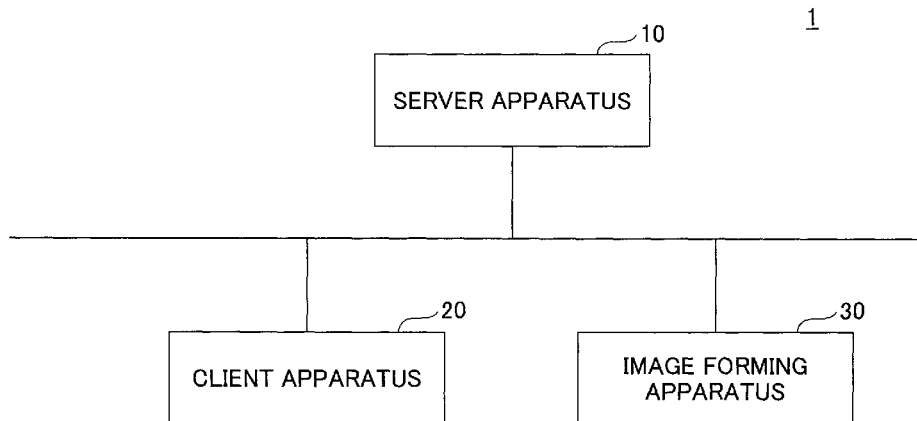 1
10
SERVER APPARATUS
20
CLIENT APPARATUS
30
IMAGE FORMING
APPARATUS